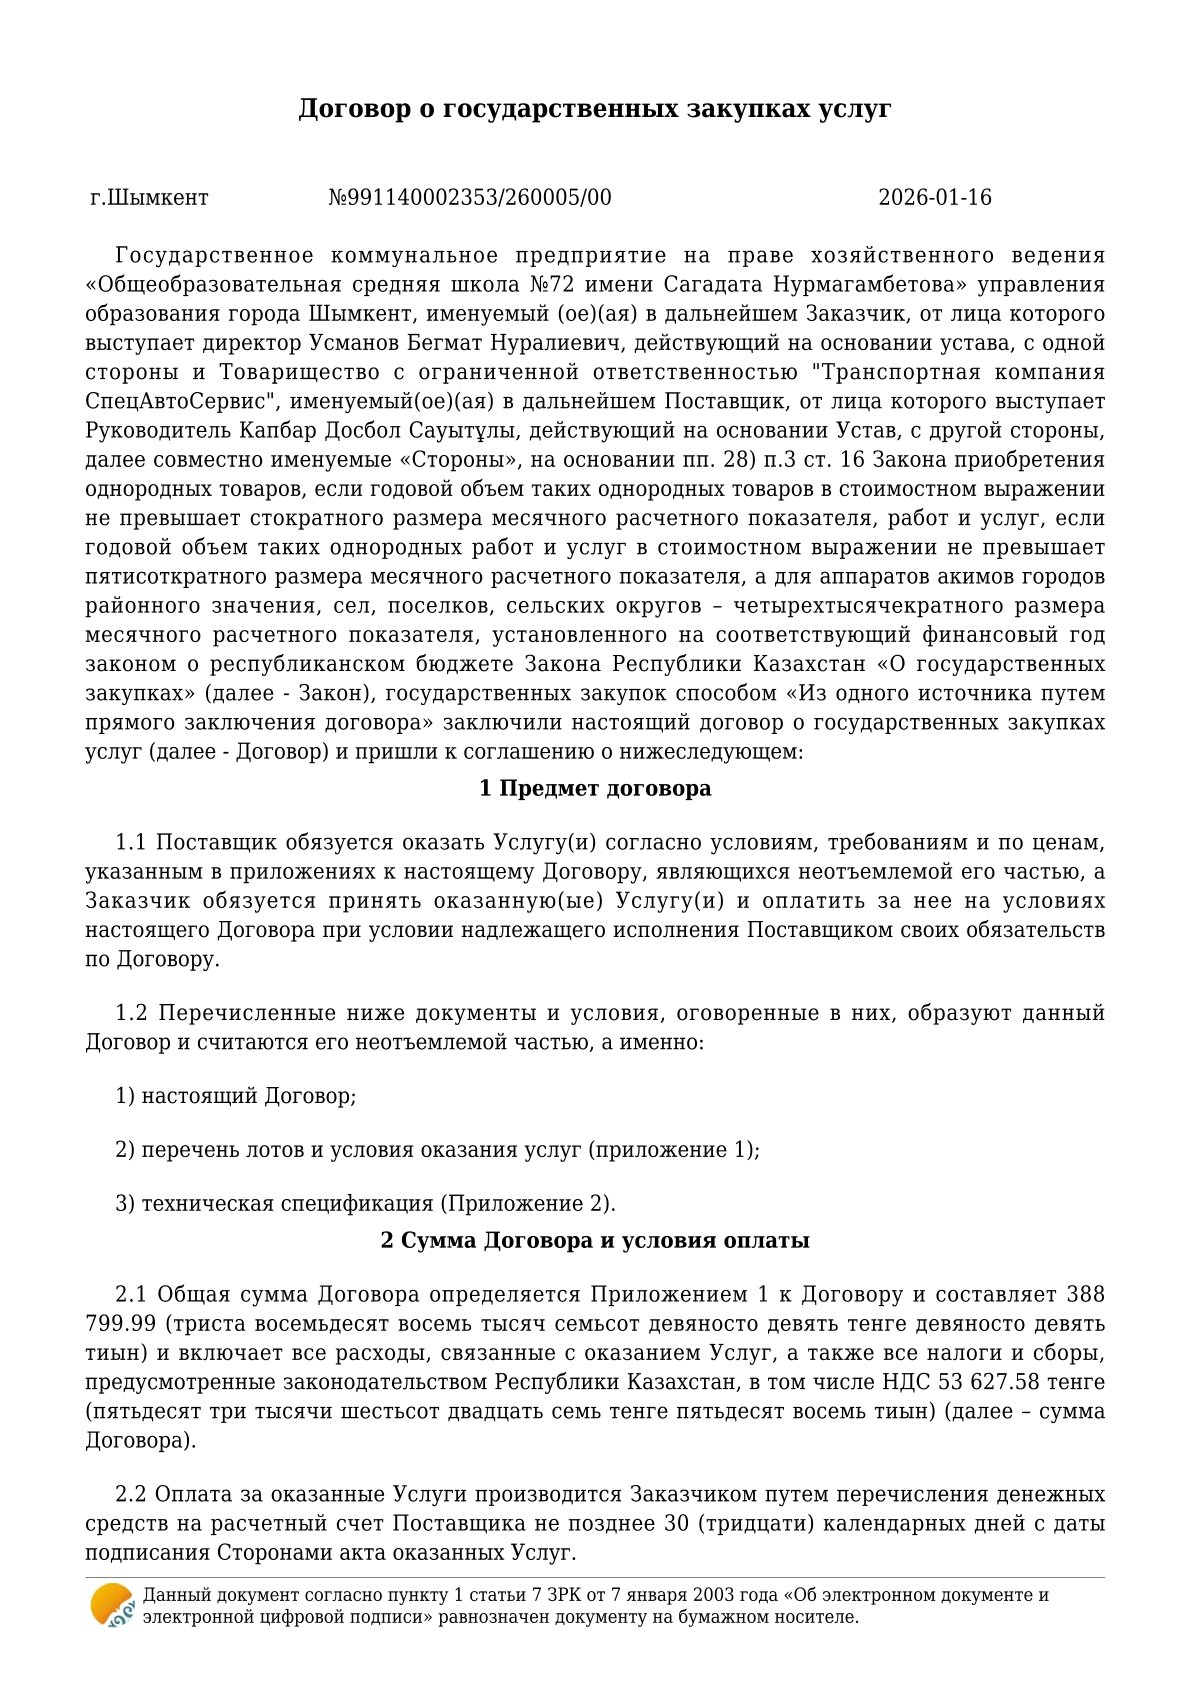 Договор о государственных закупках услуг
г.Шымкент №991140002353/260005/00 2026-01-16
Государственное коммунальное предприятие на праве хозяйственного ведения
«Общеобразовательная средняя школа №72 имени Сагадата Нурмагамбетова» управления
образования города Шымкент, именуемый (ое)(ая) в дальнейшем Заказчик, от лица которого
выступает директор Усманов Бегмат Нуралиевич, действующий на основании устава, с одной
стороны и Товарищество с ограниченной ответственностью "Транспортная компания
СпецАвтоСервис", именуемый(ое)(ая) в дальнейшем Поставщик, от лица которого выступает
Руководитель Капбар Досбол Сауытұлы, действующий на основании Устав, с другой стороны,
далее совместно именуемые «Стороны», на основании пп. 28) п.3 ст. 16 Закона приобретения
однородных товаров, если годовой объем таких однородных товаров в стоимостном выражении
не превышает стократного размера месячного расчетного показателя, работ и услуг, если
годовой объем таких однородных работ и услуг в стоимостном выражении не превышает
пятисоткратного размера месячного расчетного показателя, а для аппаратов акимов городов
районного значения, сел, поселков, сельских округов – четырехтысячекратного размера
месячного расчетного показателя, установленного на соответствующий финансовый год
законом о республиканском бюджете Закона Республики Казахстан «О государственных
закупках» (далее - Закон), государственных закупок способом «Из одного источника путем
прямого заключения договора» заключили настоящий договор о государственных закупках
услуг (далее - Договор) и пришли к соглашению о нижеследующем:
1 Предмет договора
1.1 Поставщик обязуется оказать Услугу(и) согласно условиям, требованиям и по ценам,
указанным в приложениях к настоящему Договору, являющихся неотъемлемой его частью, а
Заказчик обязуется принять оказанную(ые) Услугу(и) и оплатить за нее на условиях
настоящего Договора при условии надлежащего исполнения Поставщиком своих обязательств
по Договору.
1.2 Перечисленные ниже документы и условия, оговоренные в них, образуют данный
Договор и считаются его неотъемлемой частью, а именно:
1) настоящий Договор;
2) перечень лотов и условия оказания услуг (приложение 1);
3) техническая спецификация (Приложение 2).
2 Сумма Договора и условия оплаты
2.1 Общая сумма Договора определяется Приложением 1 к Договору и составляет 388
799.99 (триста восемьдесят восемь тысяч семьсот девяносто девять тенге девяносто девять
тиын) и включает все расходы, связанные с оказанием Услуг, а также все налоги и сборы,
предусмотренные законодательством Республики Казахстан, в том числе НДС 53 627.58 тенге
(пятьдесят три тысячи шестьсот двадцать семь тенге пятьдесят восемь тиын) (далее – сумма
Договора).
2.2 Оплата за оказанные Услуги производится Заказчиком путем перечисления денежных
средств на расчетный счет Поставщика не позднее 30 (тридцати) календарных дней с даты
подписания Сторонами акта оказанных Услуг.
Данный документ согласно пункту 1 статьи 7 ЗРК от 7 января 2003 года «Об электронном документе и
электронной цифровой подписи» равнозначен документу на бумажном носителе.